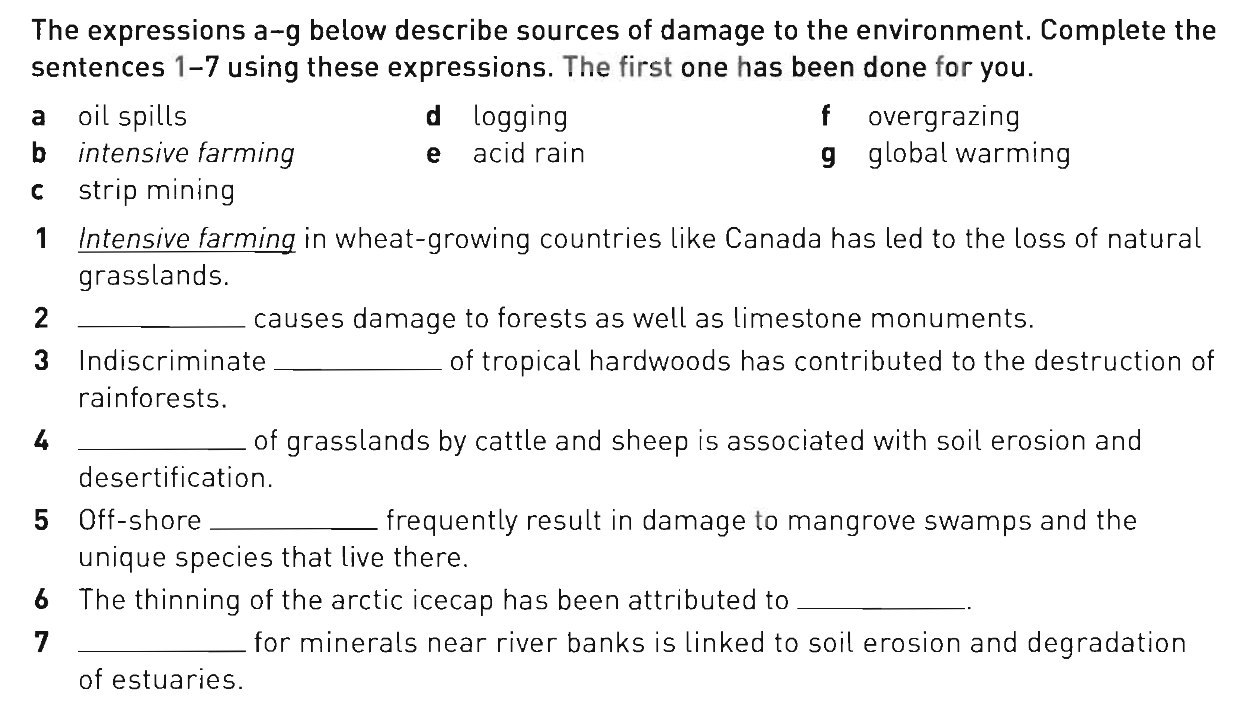 The expressions a–g below describe sources of damage to the environment. Complete the
sentences 1–7 using these expressions. The first one has been done for you.
a oil spills d logging f overgrazing
b intensive farming e acid rain g global warming
c strip mining
1 Intensive farming in wheat-growing countries like Canada has led to the loss of natural
grasslands.
2 ____________ causes damage to forests as well as limestone monuments.
3 Indiscriminate ____________ of tropical hardwoods has contributed to the destruction of
rainforests.
4 ____________ of grasslands by cattle and sheep is associated with soil erosion and
desertification.
5 Off-shore ____________ frequently result in damage to mangrove swamps and the
unique species that live there.
6 The thinning of the arctic icecap has been attributed to ____________.
7 ____________ for minerals near river banks is linked to soil erosion and degradation
of estuaries.